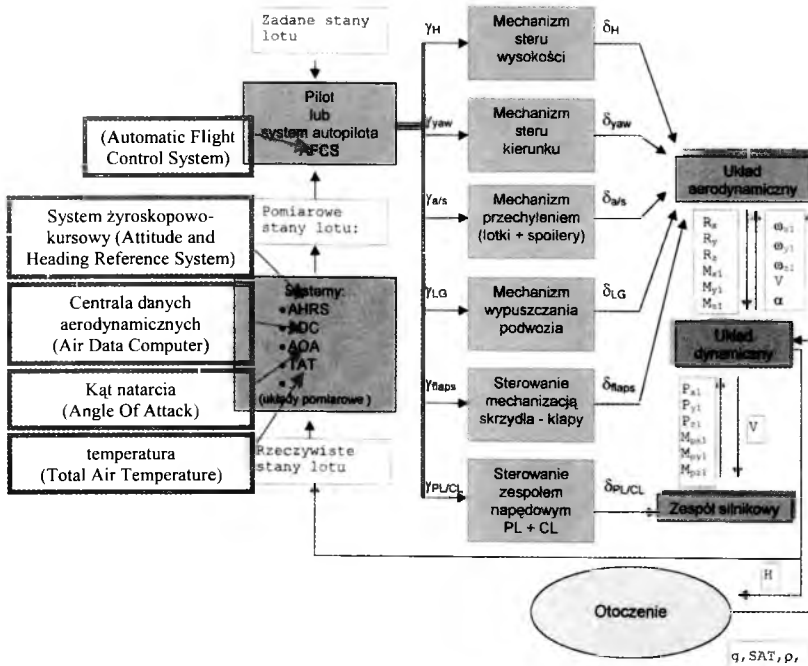 Zadane stany
lotu
Pilot
lub
system autopilota
AFCS
(Automatic Flight
Control System)
System żyroskopowo-
kursowy (Attitude and
Heading Reference System)
Centrala danych
aerodynamicznych
(Air Data Computer)
Kąt natarcia
(Angle Of Attack)
temperatura
(Total Air Temperature)
Pomiarowe
stany lotu:
Systemy:
•AHRS
•ADC
•AOA
•TAT
•
(układy pomiarowe)
Rzeczywiste
stany lotu
γH
γyaw
γa/s
γLG
γflaps
γPL/CL
Mechanizm
steru
wysokości
Mechanizm
steru
kierunku
Mechanizm
przechyleniem
(lotki + spoilery)
Mechanizm
wypuszczania
podwozia
Sterowanie
mechanizacją
skrzydła - klapy
Sterowanie
zespołem
napędowym
PL + CL
δH
δyaw
δa/s
δLG
δflaps
δPL/CL
Układ
aerodynamiczny
Rx
Ry
Rz
Mx1
My1
Mz1
ωx1
ωy1
ωz1
V
α
Układ
dynamiczny
Px1
Py1
Pz1
Mpx1
Mpy1
Mpz1
V
Zespół silnikowy
H
Otoczenie
q,SAT,ρ,